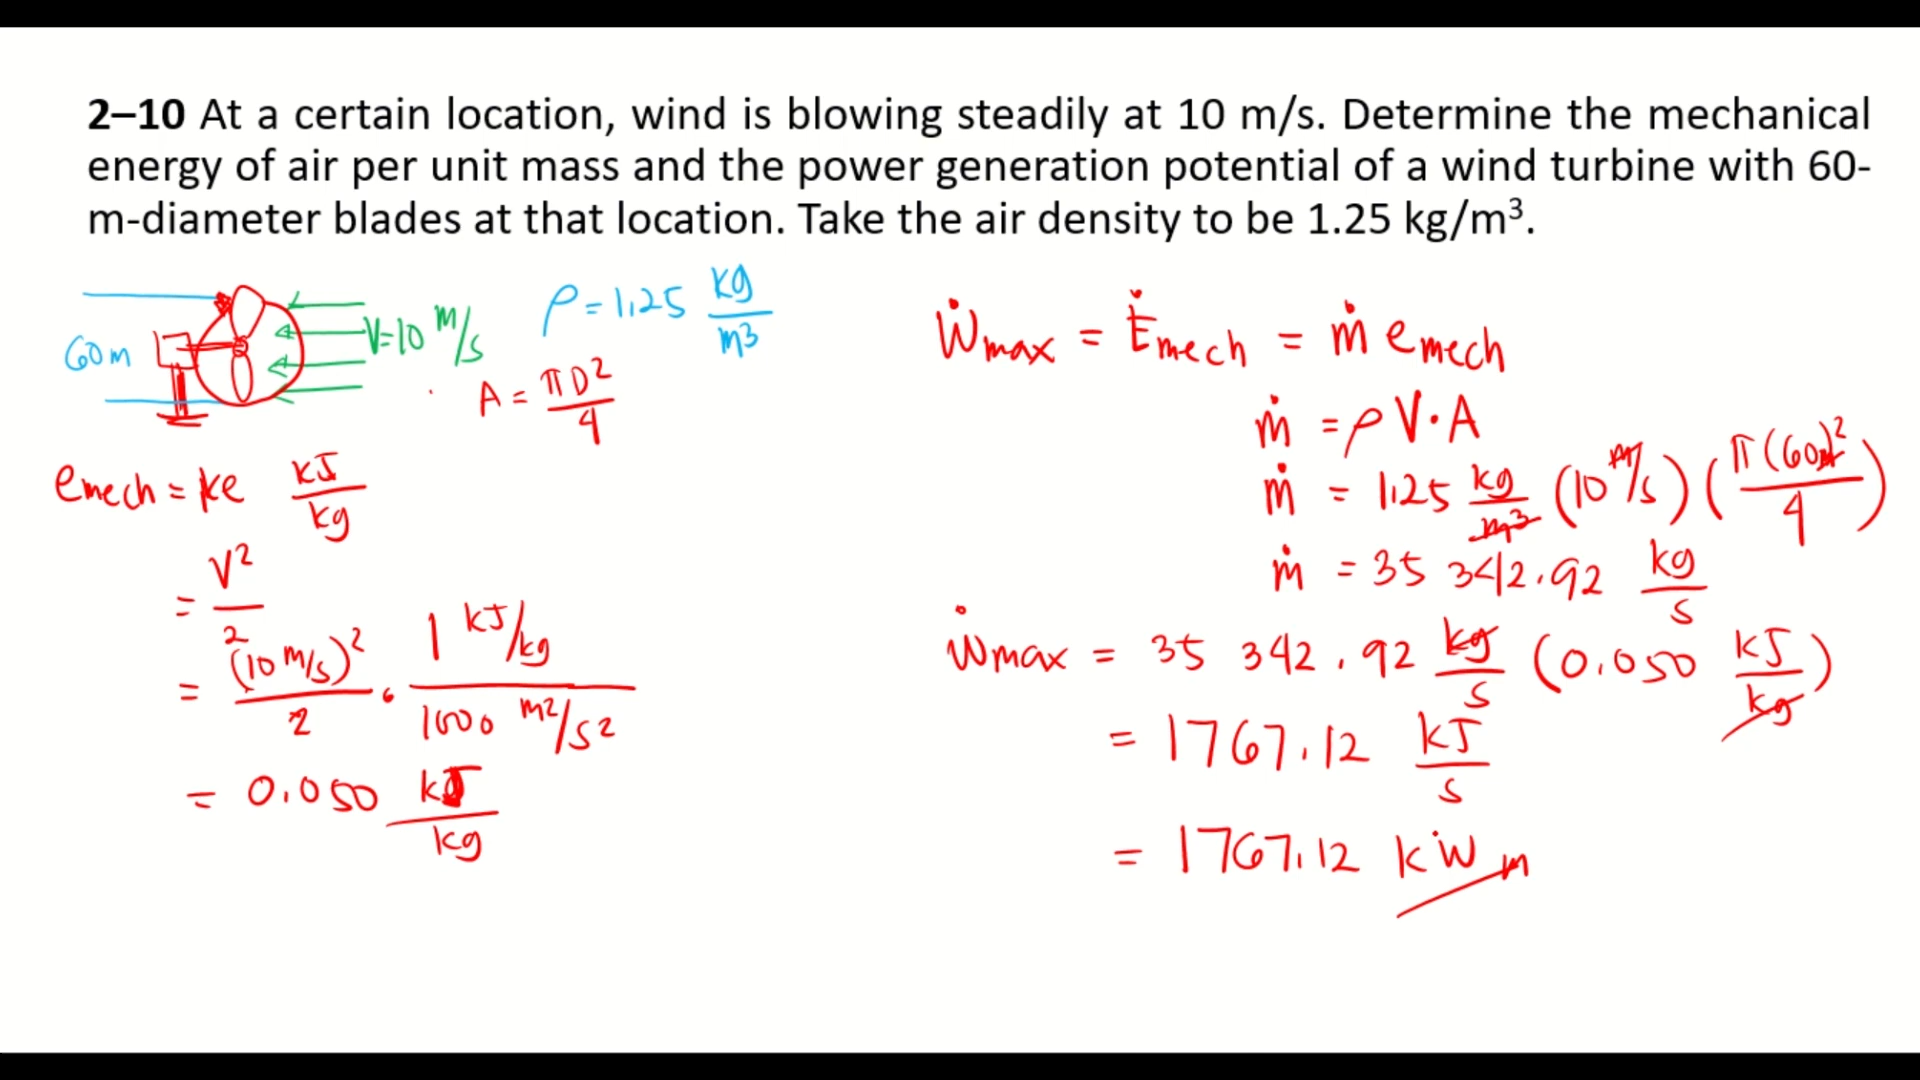 2–10 At a certain location, wind is blowing steadily at 10 m/s. Determine the mechanical
energy of air per unit mass and the power generation potential of a wind turbine with 60-
m-diameter blades at that location. Take the air density to be 1.25 kg/m³.
60m
V=10 m/s
ρ = 1.25 kg/m3
A = πD²/4
emech = ke kJ/kg
= V²/2
= (10 m/s)²/2 · 1 kJ/kg / 1000 m²/s²
= 0.050 kJ/kg
Ẇmax = Ėmech = ṁ emech
ṁ = ρ V · A
ṁ = 1.25 kg/m3 (10 m/s) (π(60m)²/4)
ṁ = 35 342.92 kg/s
Ẇmax = 35 342.92 kg/s (0.050 kJ/kg)
= 1767.12 kJ/s
= 1767.12 kW